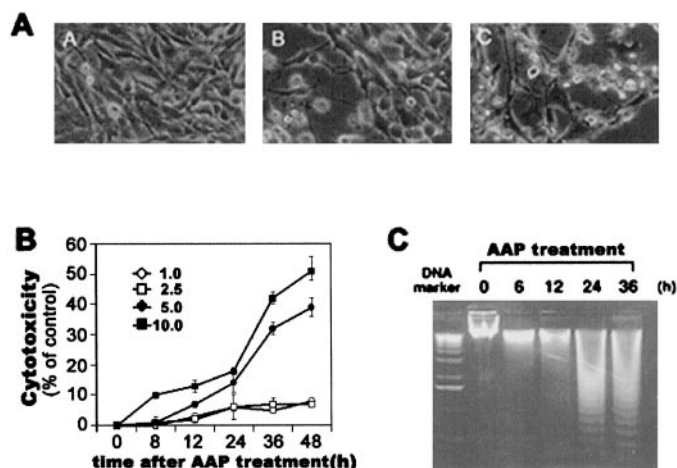 A
A
B
C
B
Cytotoxicity
(% of control)
60
50
40
30
20
10
0
1.0
2.5
5.0
10.0
0 8 12 24 36 48
time after AAP treatment(h)
C
AAP treatment
DNA
marker
0 6 12 24 36 (h)